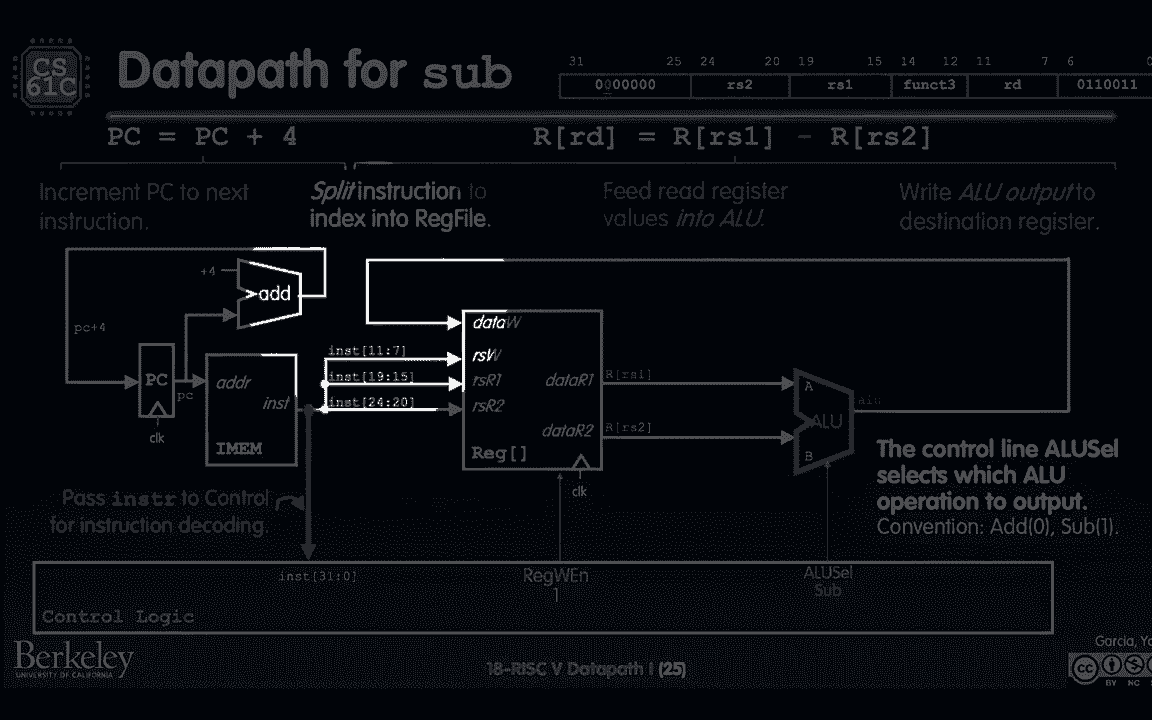 CS
61C
Datapath for sub
31 25 24 20 19 15 14 12 11 7 6
0000000 rs2 rs1 funct3 rd 0110011
PC = PC + 4
R[rd] = R[rs1] - R[rs2]
Increment PC to next
instruction.
Split instruction to
index into RegFile.
Feed read register
values into ALU.
Write ALU output to
destination register.
+4
add
pc+4
PC
pc
clk
addr
inst
IMEM
inst[11:7]
inst[19:15]
inst[24:20]
dataW
rsW
rsR1
rsR2
dataR1
dataR2
Reg[]
clk
R[rs1]
R[rs2]
A
ALU
B
alu
The control line ALUSel
selects which ALU
operation to output.
Convention: Add(0), Sub(1).
Pass instr to Control
for instruction decoding.
inst[31:0]
RegWEn
1
ALUSel
Sub
Control Logic
Berkeley
UNIVERSITY OF CALIFORNIA
18-RISC V Datapath I (25)
Garcia,
cc
BY NC